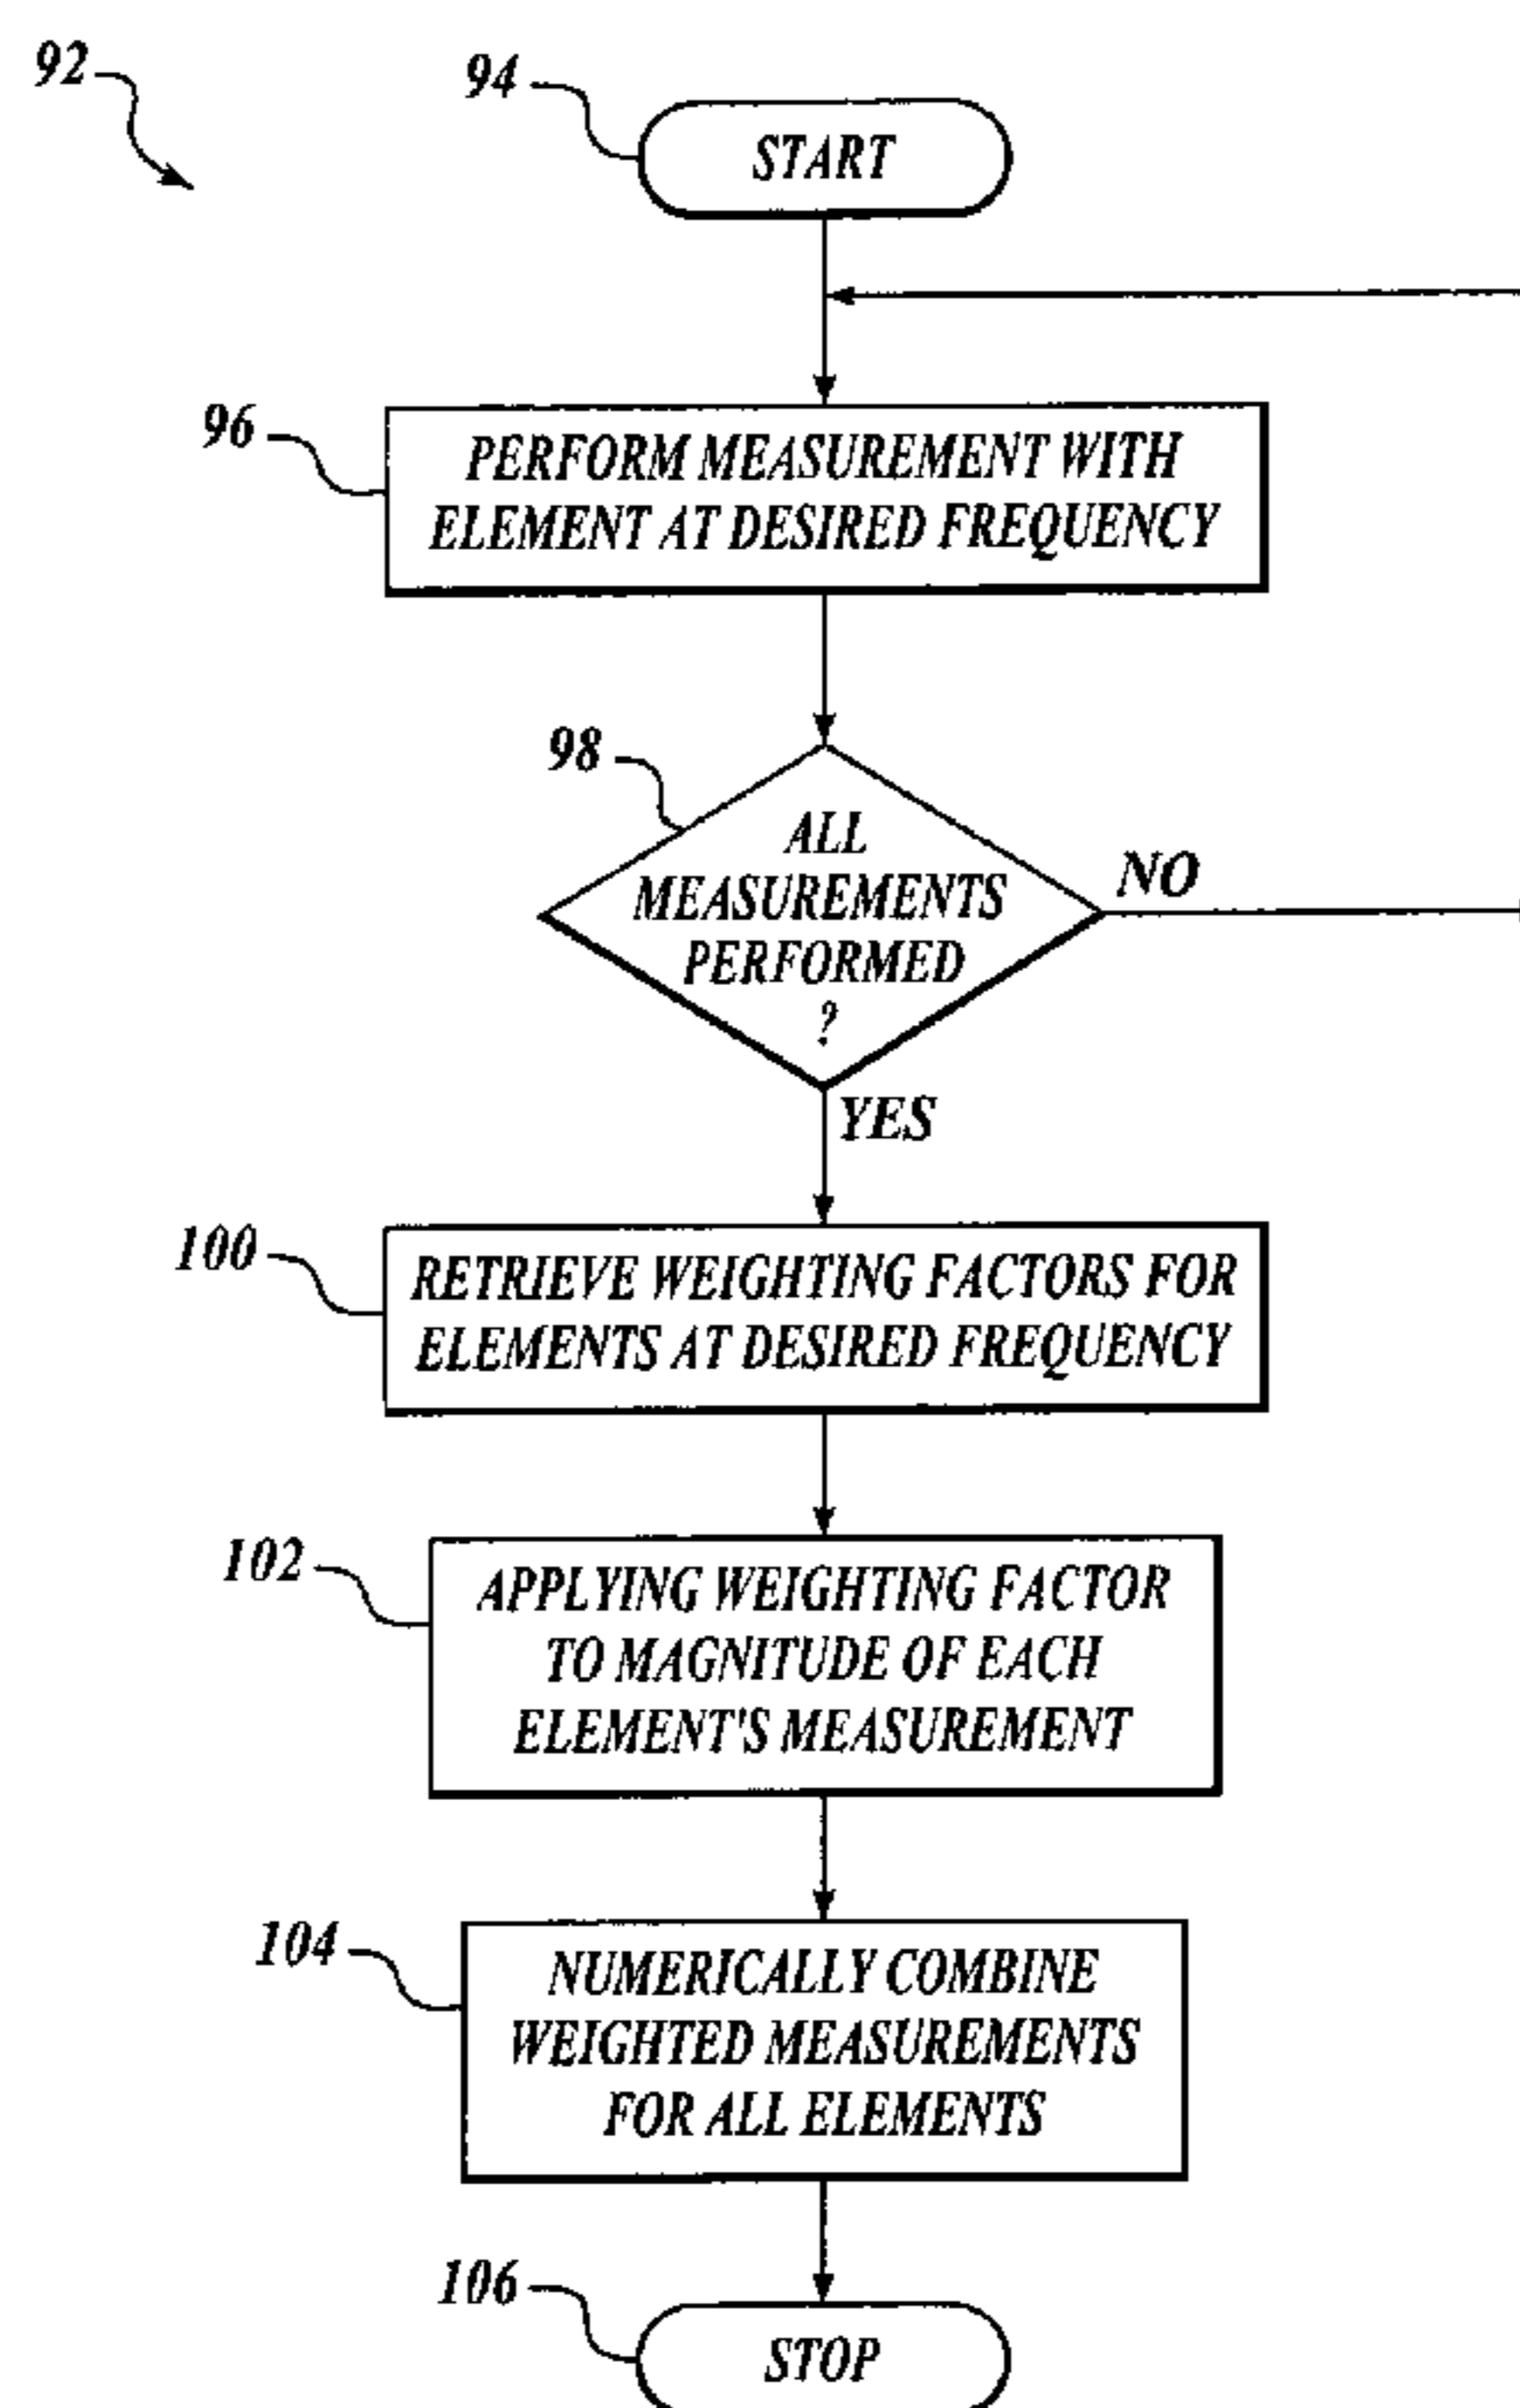 92
94
START
96
PERFORM MEASUREMENT WITH
ELEMENT AT DESIRED FREQUENCY
98
ALL
MEASUREMENTS
PERFORMED
?
NO
YES
100
RETRIEVE WEIGHTING FACTORS FOR
ELEMENTS AT DESIRED FREQUENCY
102
APPLYING WEIGHTING FACTOR
TO MAGNITUDE OF EACH
ELEMENT'S MEASUREMENT
104
NUMERICALLY COMBINE
WEIGHTED MEASUREMENTS
FOR ALL ELEMENTS
106
STOP